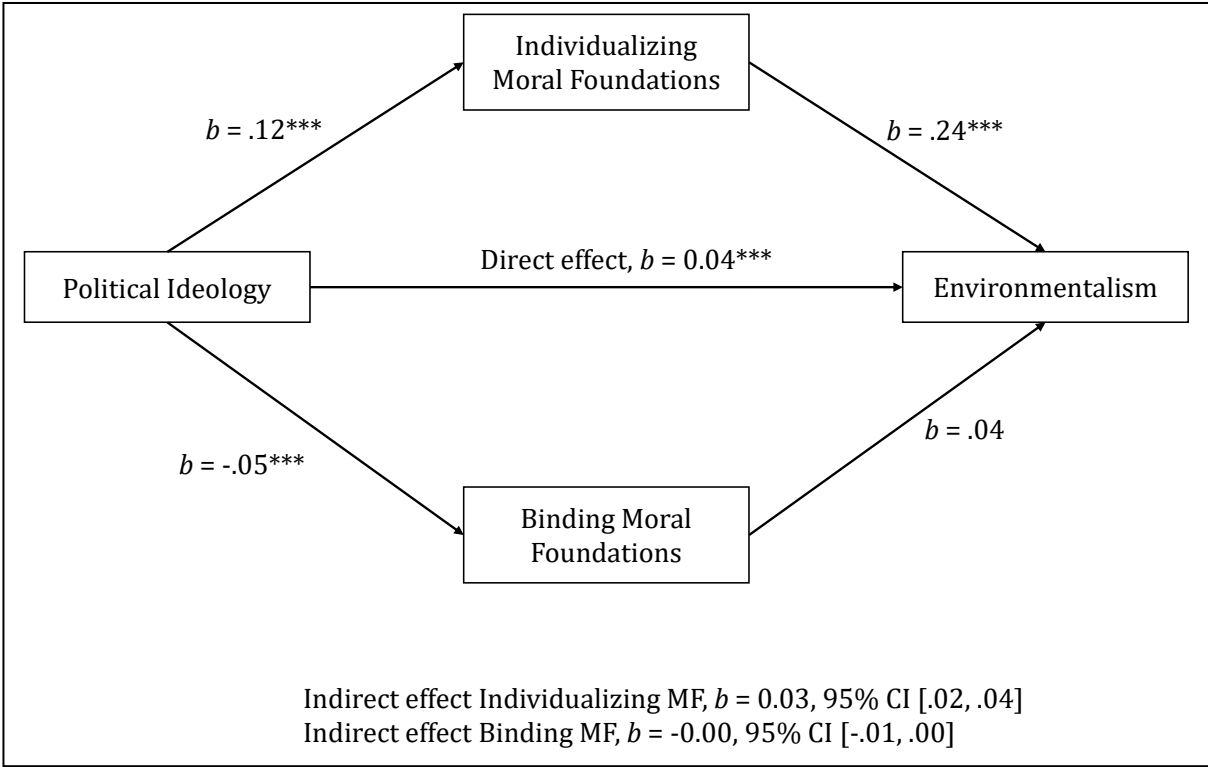 Individualizing
Moral Foundations
b = .12***
b = .24***
Direct effect, b = 0.04***
Political Ideology
Environmentalism
b = -.05***
b = .04
Binding Moral
Foundations
Indirect effect Individualizing MF, b = 0.03, 95% CI [.02, .04]
Indirect effect Binding MF, b = -0.00, 95% CI [-.01, .00]